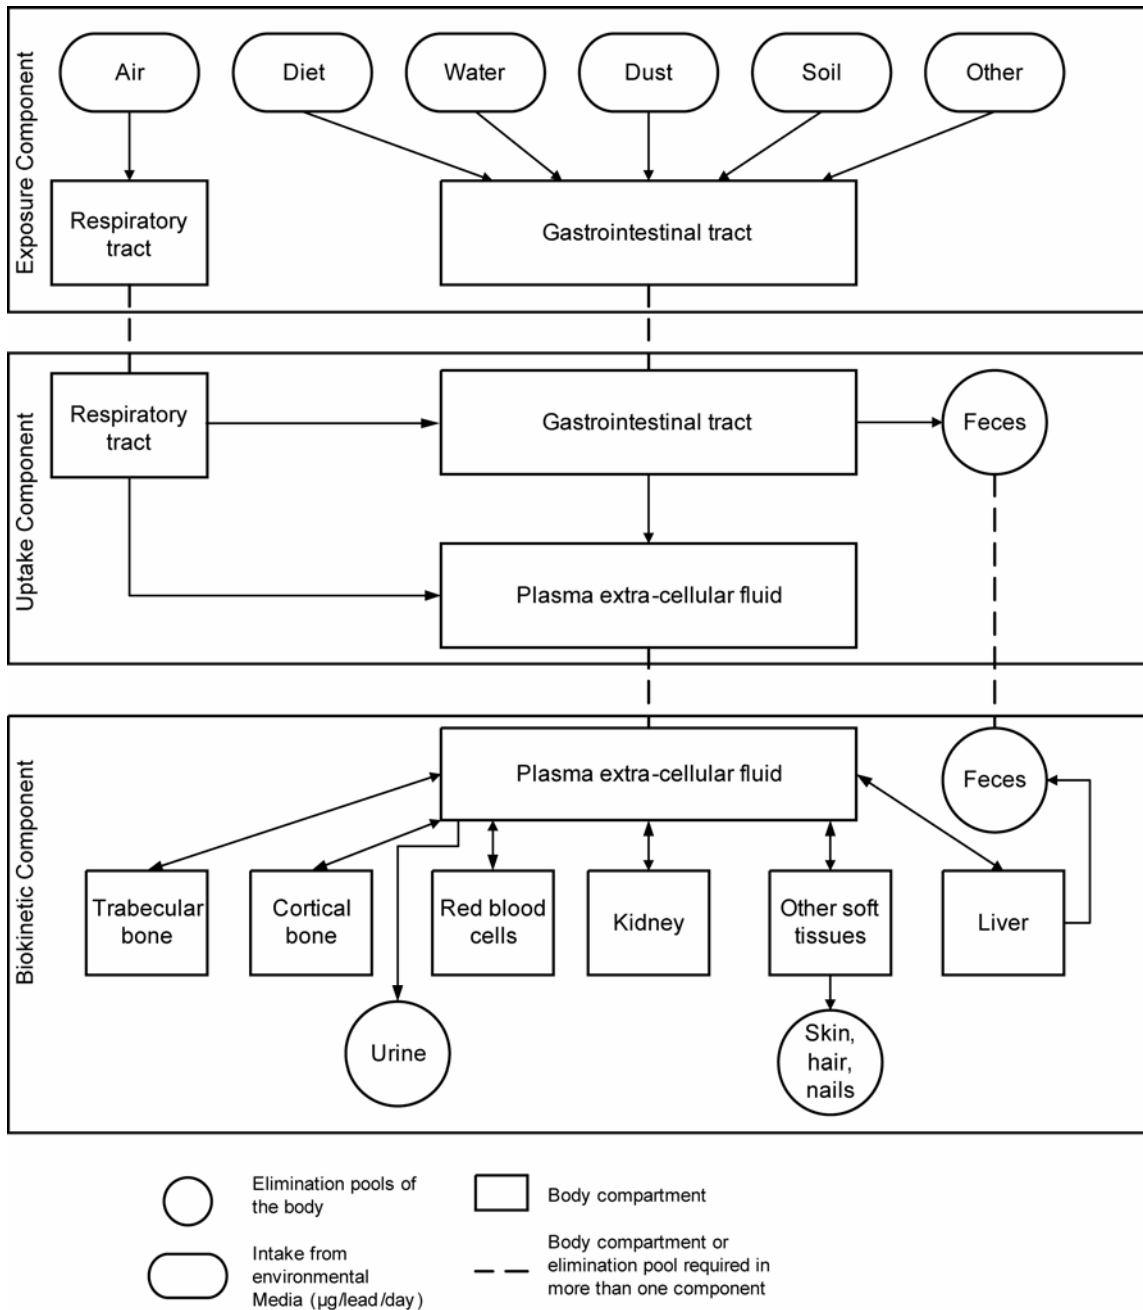 Exposure Component
Air
Diet
Water
Dust
Soil
Other
Respiratory
tract
Gastrointestinal tract
Uptake Component
Respiratory
tract
Gastrointestinal tract
Feces
Plasma extra-cellular fluid
Biokinetic Component
Plasma extra-cellular fluid
Feces
Trabecular
bone
Cortical
bone
Red blood
cells
Kidney
Other soft
tissues
Liver
Urine
Skin,
hair,
nails
Elimination pools of
the body
Body compartment
Intake from
environmental
Media (µg/lead/day)
Body compartment or
elimination pool required in
more than one component